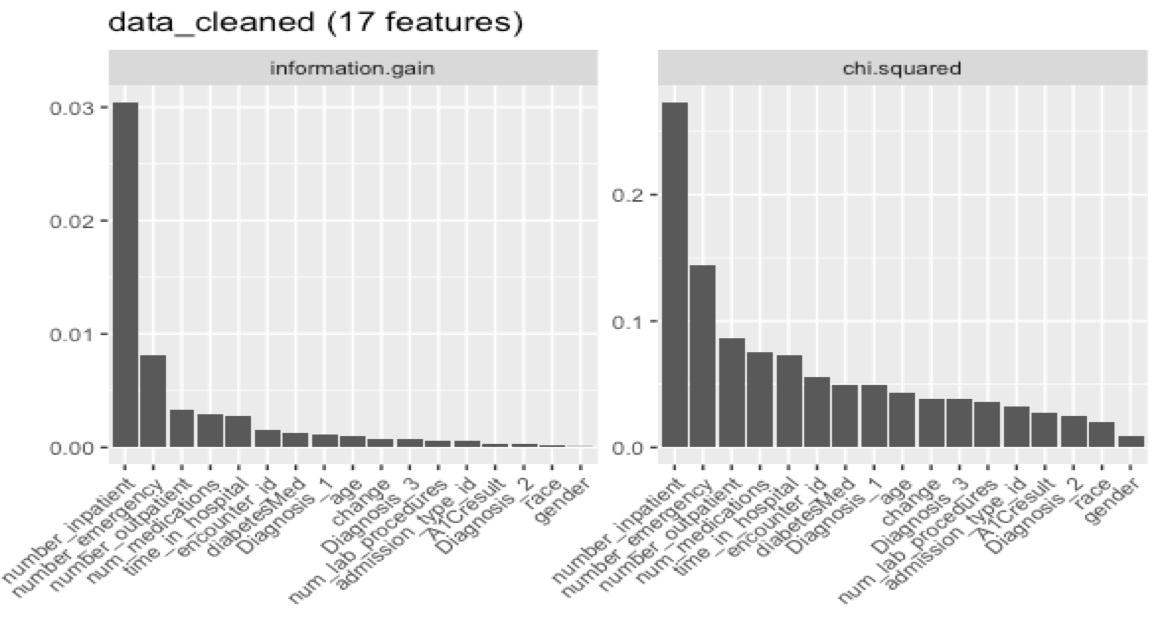 data_cleaned (17 features)
information.gain
0.03
0.02
0.01
0.00
number_inpatient
number_emergency
number_outpatient
num_medications
time_in_hospital
encounter_id
diabetesMed
Diagnosis_1
age
change
Diagnosis_3
num_lab_procedures
admission_type_id
A1Cresult
Diagnosis_2
race
gender
chi.squared
0.2
0.1
0.0
number_inpatient
number_emergency
number_outpatient
num_medications
time_in_hospital
encounter_id
diabetesMed
Diagnosis_1
age
change
Diagnosis_3
num_lab_procedures
admission_type_id
A1Cresult
Diagnosis_2
race
gender